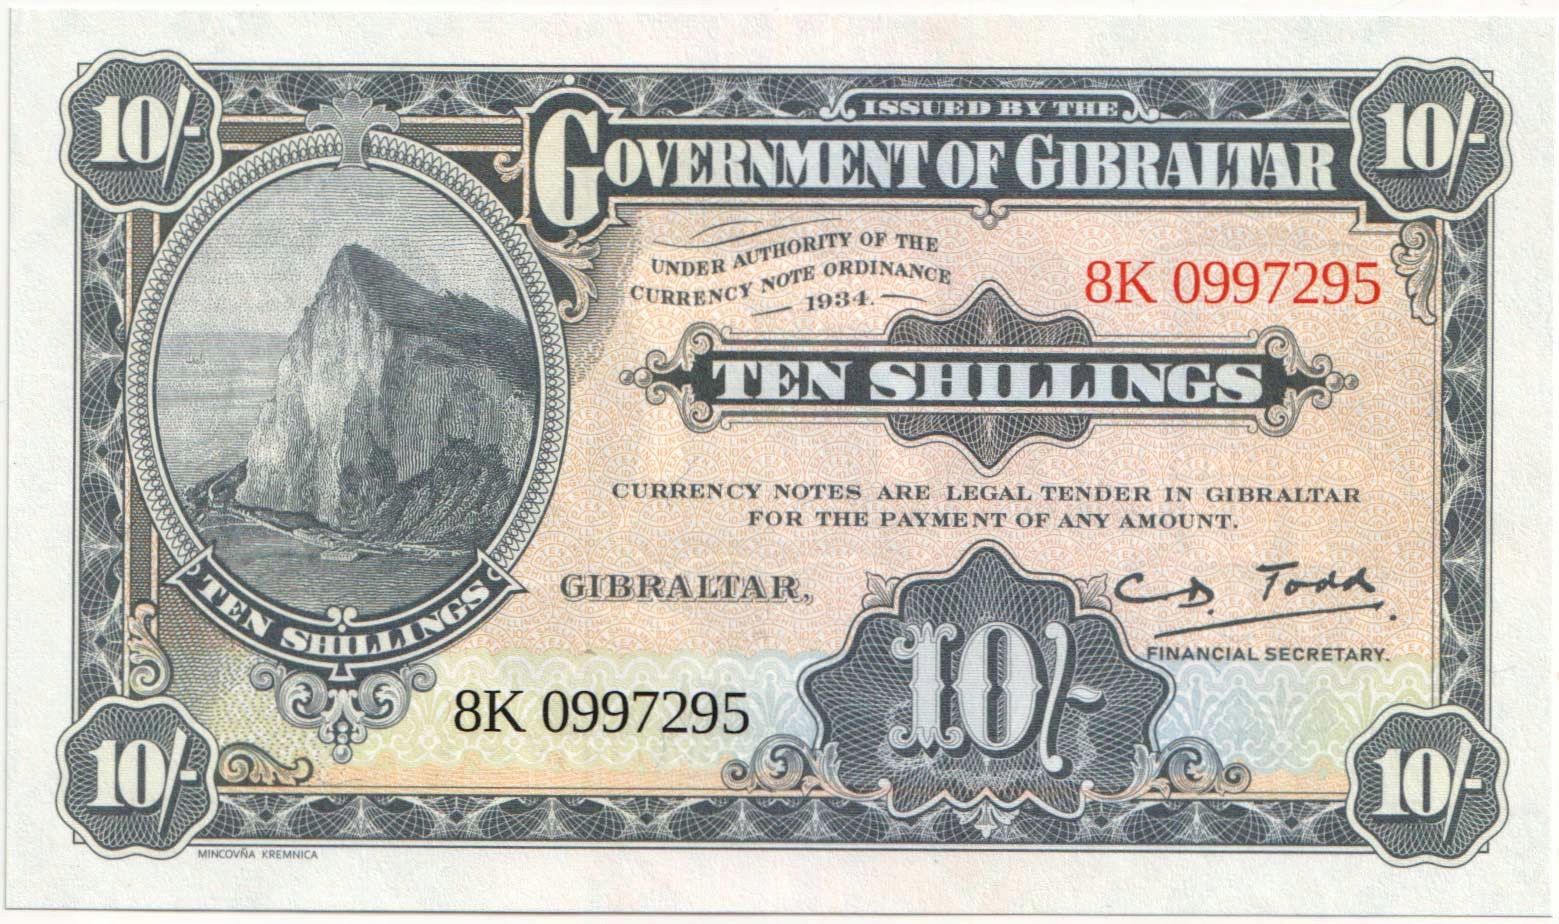 10/-
ISSUED BY THE
10/-
GOVERNMENT OF GIBRALTAR
UNDER AUTHORITY OF THE
CURRENCY NOTE ORDINANCE
1934.
8K 0997295
TEN SHILLINGS
CURRENCY NOTES ARE LEGAL TENDER IN GIBRALTAR
FOR THE PAYMENT OF ANY AMOUNT.
GIBRALTAR,
C.D. Todd
FINANCIAL SECRETARY.
TEN SHILLINGS
8K 0997295
10/-
10/-
10/-
MINCOVŇA KREMNICA